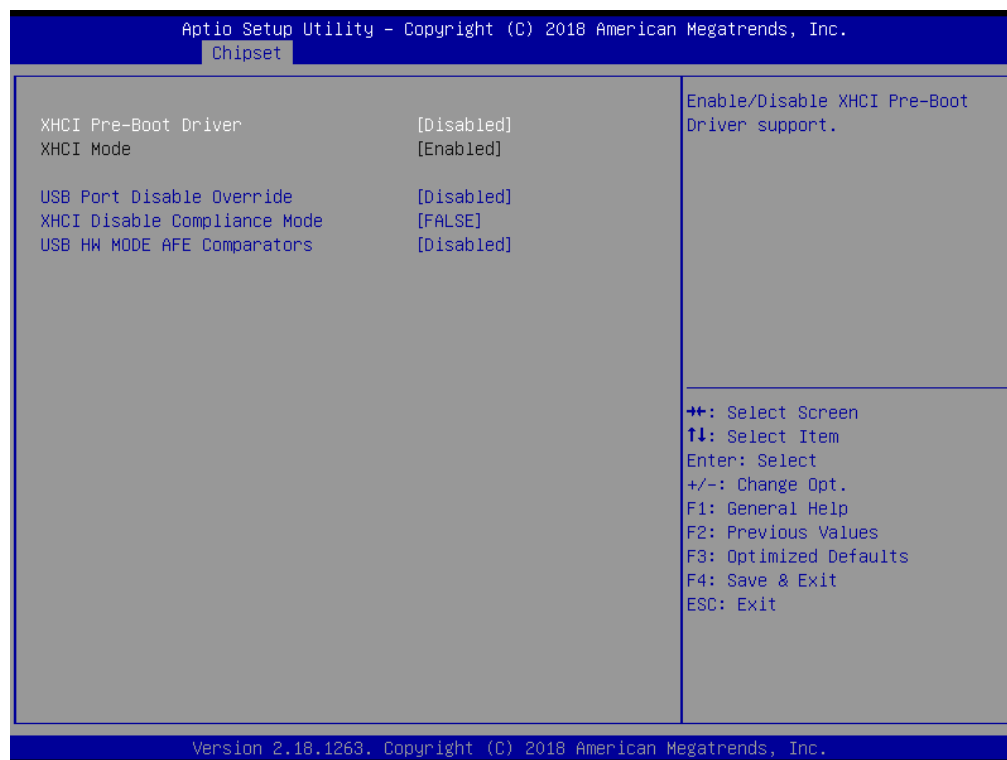 Aptio Setup Utility – Copyright (C) 2018 American Megatrends, Inc.
Chipset
XHCI Pre-Boot Driver [Disabled]
XHCI Mode [Enabled]
USB Port Disable Override [Disabled]
XHCI Disable Compliance Mode [FALSE]
USB HW MODE AFE Comparators [Disabled]
Enable/Disable XHCI Pre-Boot
Driver support.
→←: Select Screen
↑↓: Select Item
Enter: Select
+/-: Change Opt.
F1: General Help
F2: Previous Values
F3: Optimized Defaults
F4: Save & Exit
ESC: Exit
Version 2.18.1263. Copyright (C) 2018 American Megatrends, Inc.